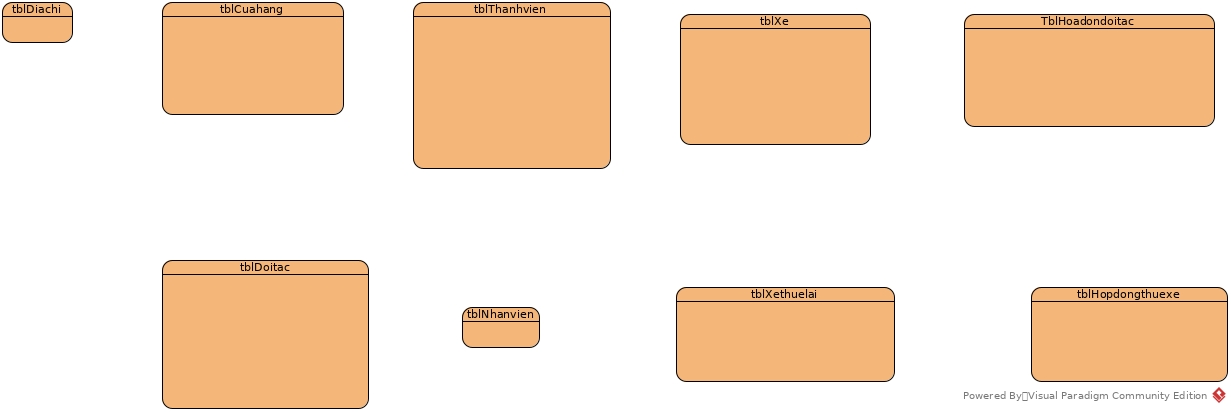 tblDiachi
tblCuahang
tblThanhvien
tblXe
TblHoadondoitac
tblDoitac
tblNhanvien
tblXethuelai
tblHopdongthuexe
Powered By Visual Paradigm Community Edition